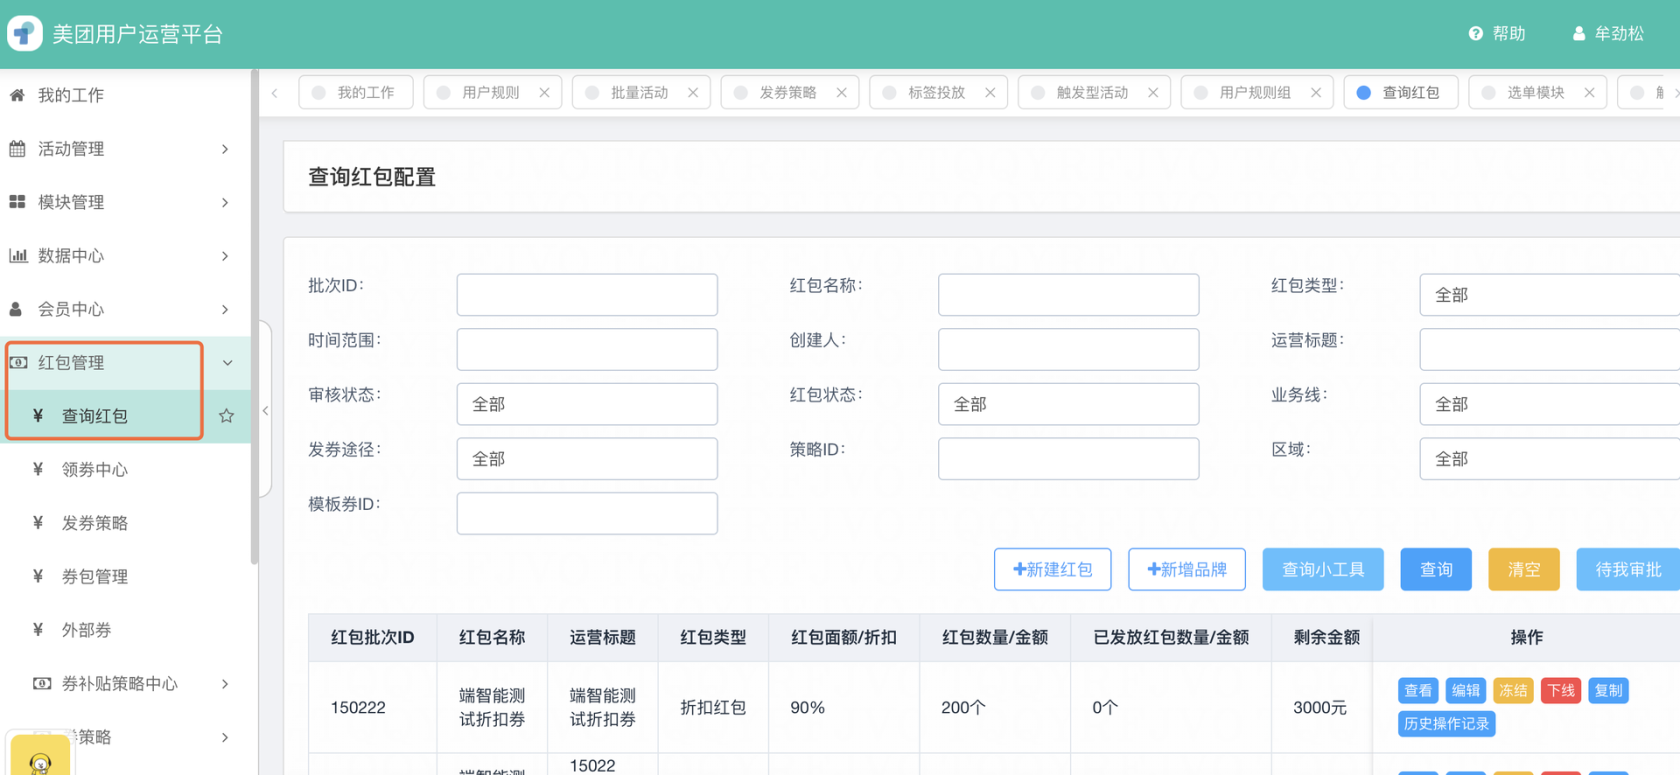 美团用户运营平台
帮助
牟劲松
我的工作
活动管理
模块管理
数据中心
会员中心
红包管理
¥ 查询红包
¥ 领券中心
¥ 发券策略
¥ 券包管理
¥ 外部券
券补贴策略中心
策略
我的工作
用户规则
批量活动
发券策略
标签投放
触发型活动
用户规则组
查询红包
选单模块
查询红包配置
批次ID:
红包名称:
红包类型: 全部
时间范围:
创建人:
运营标题:
审核状态: 全部
红包状态: 全部
业务线: 全部
发券途径: 全部
策略ID:
区域: 全部
模板券ID:
+新建红包
+新增品牌
查询小工具
查询
清空
待我审批
红包批次ID 红包名称 运营标题 红包类型 红包面额/折扣 红包数量/金额 已发放红包数量/金额 剩余金额 操作
150222
端智能测
试折扣券
端智能测
试折扣券
折扣红包
90%
200个
0个
3000元
查看 编辑 冻结 下线 复制
历史操作记录
15022